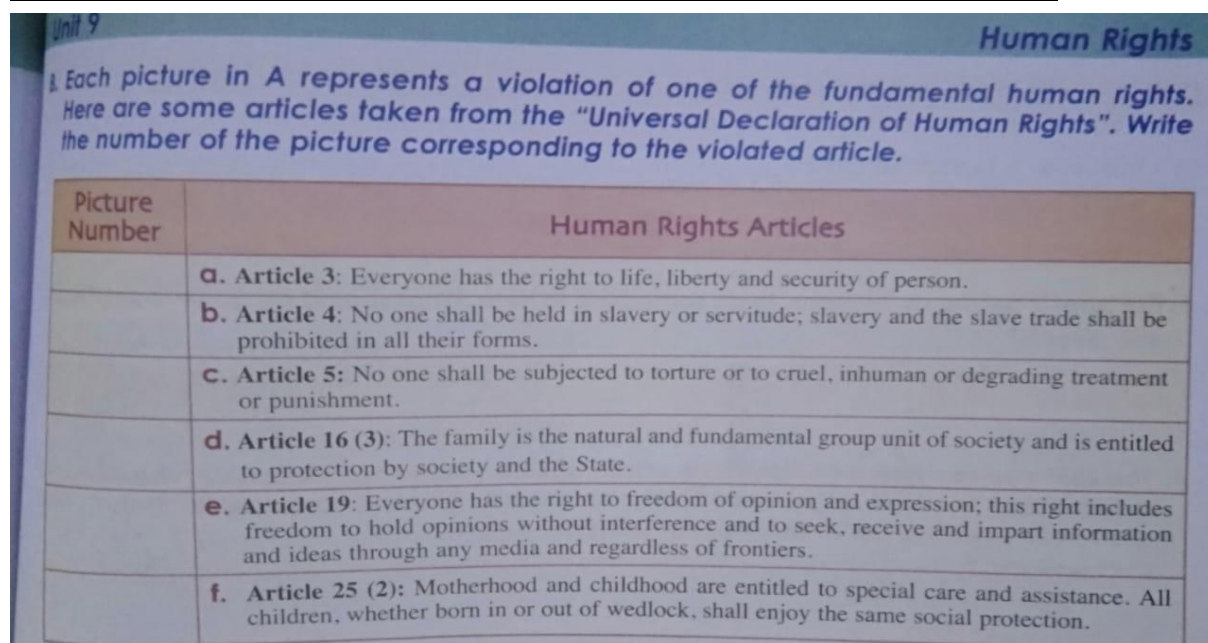 Unit 9
Human Rights
B. Each picture in A represents a violation of one of the fundamental human rights.
Here are some articles taken from the “Universal Declaration of Human Rights”. Write
the number of the picture corresponding to the violated article.
Picture
Number
Human Rights Articles
a. Article 3: Everyone has the right to life, liberty and security of person.
b. Article 4: No one shall be held in slavery or servitude; slavery and the slave trade shall be
prohibited in all their forms.
c. Article 5: No one shall be subjected to torture or to cruel, inhuman or degrading treatment
or punishment.
d. Article 16 (3): The family is the natural and fundamental group unit of society and is entitled
to protection by society and the State.
e. Article 19: Everyone has the right to freedom of opinion and expression; this right includes
freedom to hold opinions without interference and to seek, receive and impart information
and ideas through any media and regardless of frontiers.
f. Article 25 (2): Motherhood and childhood are entitled to special care and assistance. All
children, whether born in or out of wedlock, shall enjoy the same social protection.